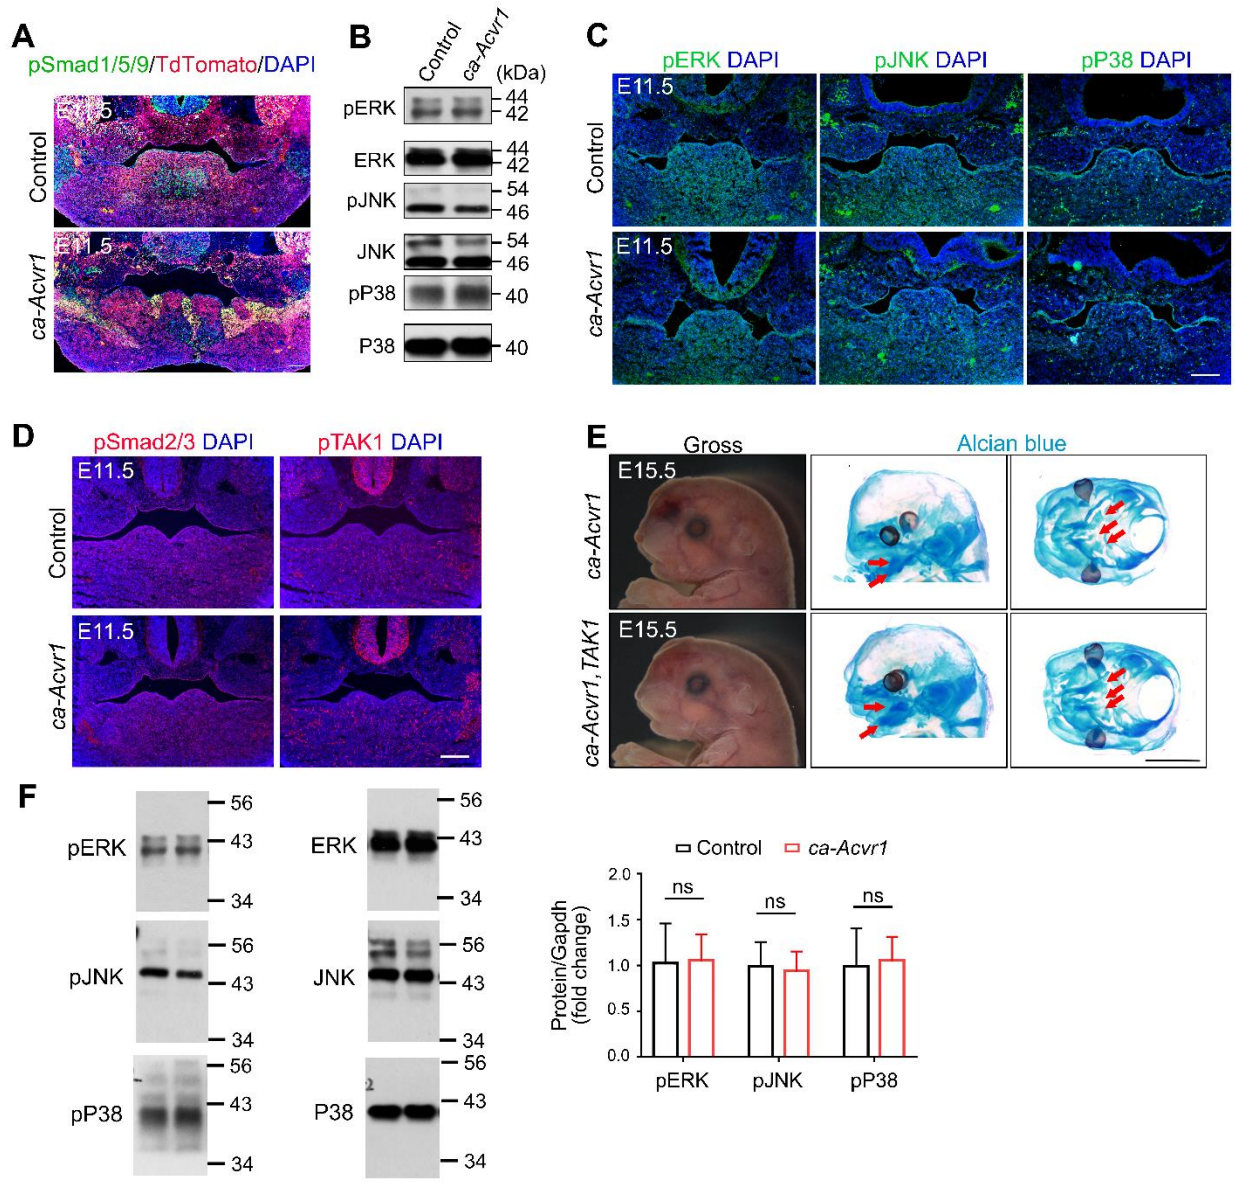 A
pSmad1/5/9/TdTomato/DAPI
E11.5
Control
E11.5
ca-Acvr1
B
Control
ca-Acvr1
(kDa)
pERK
44
42
ERK
44
42
pJNK
54
46
JNK
54
46
pP38
40
P38
40
C
pERK DAPI
pJNK DAPI
pP38 DAPI
E11.5
Control
E11.5
ca-Acvr1
D
pSmad2/3 DAPI
pTAK1 DAPI
E11.5
Control
E11.5
ca-Acvr1
E
Gross
Alcian blue
E15.5
ca-Acvr1
E15.5
ca-Acvr1,TAK1
F
pERK
56
43
34
ERK
56
43
34
pJNK
56
43
34
JNK
56
43
34
pP38
56
43
34
P38
56
43
34
Control
ca-Acvr1
Protein/Gapdh
(fold change)
2.0
1.5
1.0
0.5
0.0
ns
ns
ns
pERK
pJNK
pP38